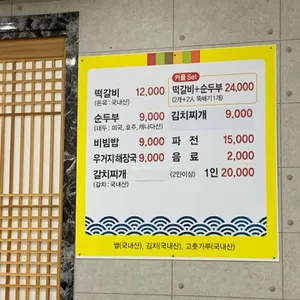 떡갈비 12,000
(돈육 : 국내산)
순두부 9,000
(대두 : 미국, 호주, 캐나다산)
비빔밥 9,000
우거지해장국 9,000
갈치찌개 (2인이상) 1인 20,000
(갈치 : 국내산)
커플 Set
떡갈비+순두부 24,000
(2개+2인, 뚝배기 1개)
김치찌개 9,000
파 전 15,000
음 료 2,000
쌀(국내산), 김치(국내산), 고춧가루(국내산)